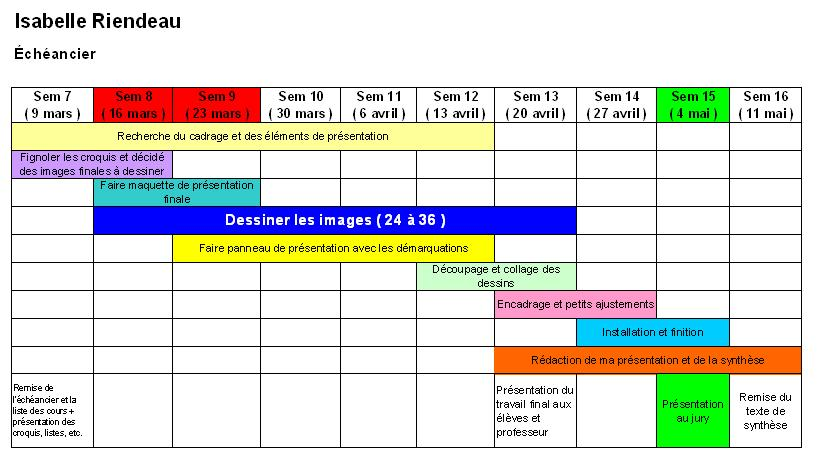 Isabelle Riendeau
Échéancier
Sem 7 Sem 8 Sem 9 Sem 10 Sem 11 Sem 12 Sem 13 Sem 14 Sem 15 Sem 16
( 9 mars ) ( 16 mars ) ( 23 mars ) ( 30 mars ) ( 6 avril ) ( 13 avril ) ( 20 avril ) ( 27 avril ) ( 4 mai ) ( 11 mai )
Recherche du cadrage et des éléments de présentation
Fignoler les croquis et décidé
des images finales à dessiner
Faire maquette de présentation
finale
Dessiner les images ( 24 à 36 )
Faire panneau de présentation avec les démarquations
Découpage et collage des
dessins
Encadrage et petits ajustements
Installation et finition
Rédaction de ma présentation et de la synthèse
Remise de
l'échéancier et la
liste des cours +
présentation des
croquis, listes, etc.
Présentation du
travail final aux
élèves et
professeur
Présentation
au jury
Remise du
texte de
synthèse